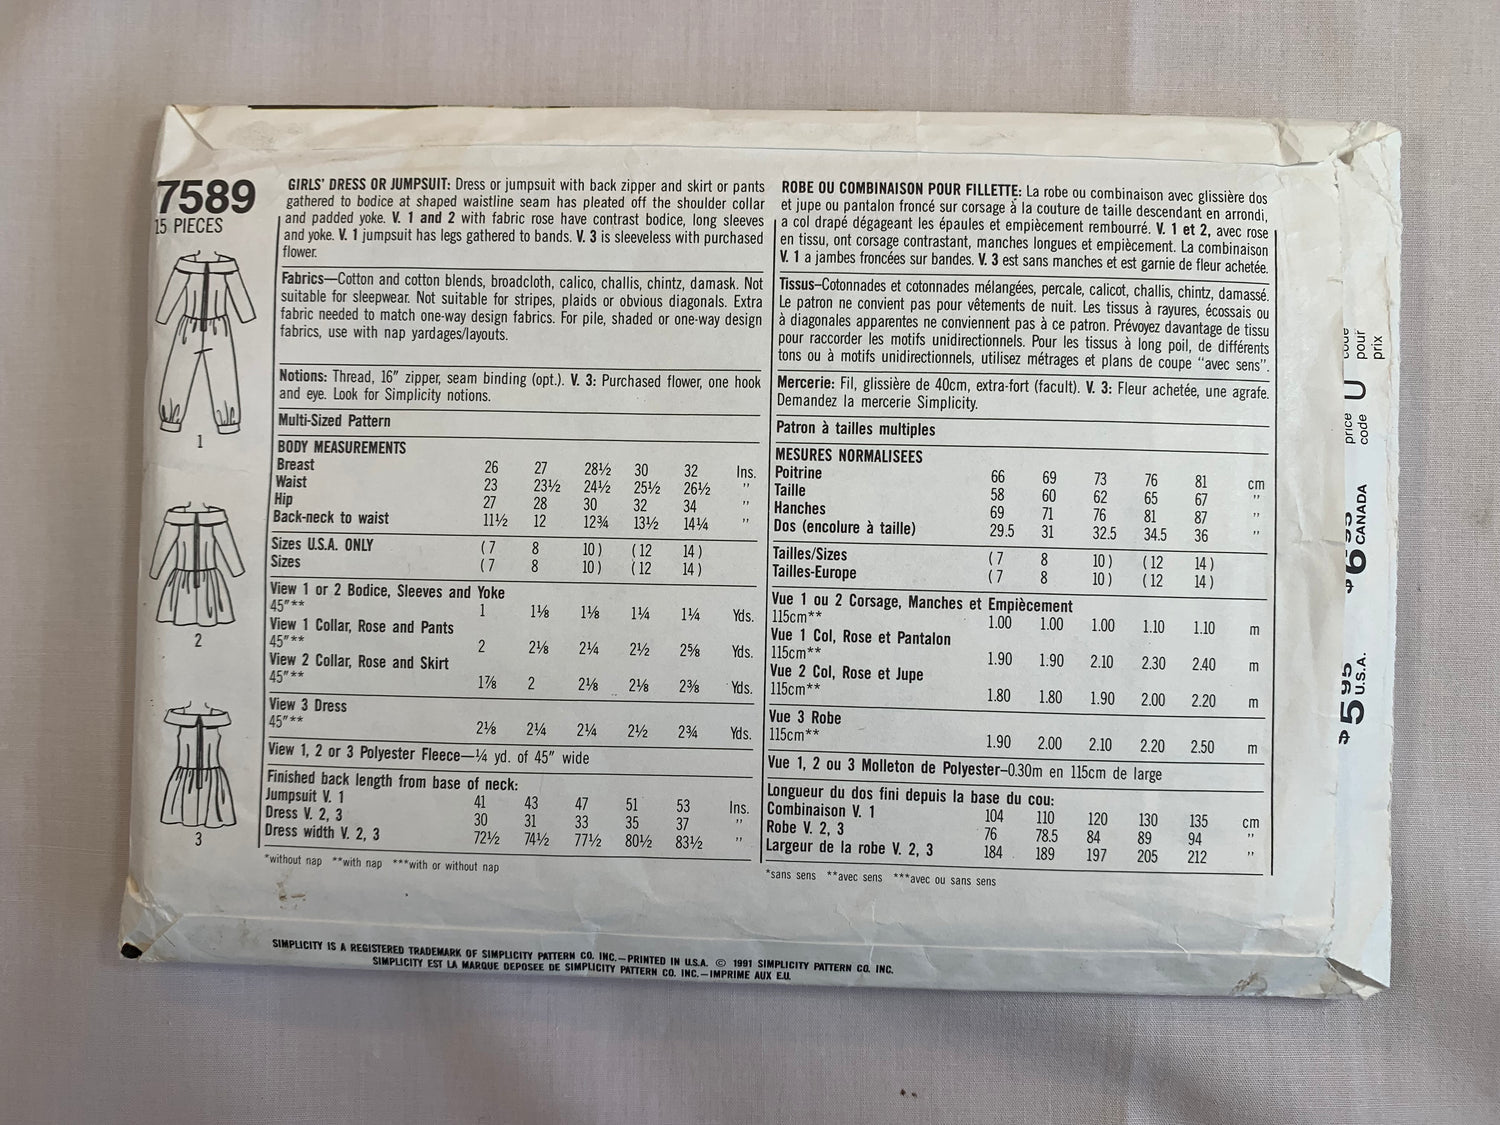 7589
15 PIECES
1
2
3
GIRLS' DRESS OR JUMPSUIT: Dress or jumpsuit with back zipper and skirt or pants
gathered to bodice at shaped waistline seam has pleated off the shoulder collar
and padded yoke. V. 1 and 2 with fabric rose have contrast bodice, long sleeves
and yoke. V. 1 jumpsuit has legs gathered to bands. V. 3 is sleeveless with purchased
flower.
Fabrics—Cotton and cotton blends, broadcloth, calico, challis, chintz, damask. Not
suitable for sleepwear. Not suitable for stripes, plaids or obvious diagonals. Extra
fabric needed to match one-way design fabrics. For pile, shaded or one-way design
fabrics, use with nap yardages/layouts.
Notions: Thread, 16" zipper, seam binding (opt.). V. 3: Purchased flower, one hook
and eye. Look for Simplicity notions.
Multi-Sized Pattern
BODY MEASUREMENTS
Breast 26 27 28½ 30 32 Ins.
Waist 23 23½ 24½ 25½ 26½ "
Hip 27 28 30 32 34 "
Back-neck to waist 11½ 12 12¾ 13½ 14¼ "
Sizes U.S.A. ONLY (7 8 10) (12 14)
Sizes (7 8 10) (12 14)
View 1 or 2 Bodice, Sleeves and Yoke
45"** 1 1⅛ 1⅛ 1¼ 1¼ Yds.
View 1 Collar, Rose and Pants
45"** 2 2⅛ 2¼ 2½ 2⅝ Yds.
View 2 Collar, Rose and Skirt
45"** 1⅞ 2 2⅛ 2⅛ 2⅜ Yds.
View 3 Dress
45"** 2⅛ 2¼ 2¼ 2½ 2¾ Yds.
View 1, 2 or 3 Polyester Fleece—¼ yd. of 45" wide
Finished back length from base of neck:
Jumpsuit V. 1 41 43 47 51 53 Ins.
Dress V. 2, 3 30 31 33 35 37 "
Dress width V. 2, 3 72½ 74½ 77½ 80½ 83½ "
*without nap **with nap ***with or without nap
ROBE OU COMBINAISON POUR FILLETTE: La robe ou combinaison avec glissière dos
et jupe ou pantalon froncé sur corsage à la couture de taille descendant en arrondi,
a col drapé dégageant les épaules et empiècement rembourré. V. 1 et 2, avec rose
en tissu, ont corsage contrastant, manches longues et empiècement. La combinaison
V. 1 a jambes froncées sur bandes. V. 3 est sans manches et est garnie de fleur achetée.
Tissus—Cotonnades et cotonnades mélangées, percale, calicot, challis, chintz, damassé.
Le patron ne convient pas pour vêtements de nuit. Les tissus à rayures, écossais ou
à diagonales apparentes ne conviennent pas à ce patron. Prévoyez davantage de tissu
pour raccorder les motifs unidirectionnels. Pour les tissus à long poil, de différents
tons ou à motifs unidirectionnels, utilisez métrages et plans de coupe "avec sens".
Mercerie: Fil, glissière de 40cm, extra-fort (facult). V. 3: Fleur achetée, une agrafe.
Demandez la mercerie Simplicity.
Patron à tailles multiples
MESURES NORMALISEES
Poitrine 66 69 73 76 81 cm
Taille 58 60 62 65 67 "
Hanches 69 71 76 81 87 "
Dos (encolure à taille) 29.5 31 32.5 34.5 36 "
Tailles/Sizes (7 8 10) (12 14)
Tailles-Europe (7 8 10) (12 14)
Vue 1 ou 2 Corsage, Manches et Empiècement
115cm** 1.00 1.00 1.00 1.10 1.10 m
Vue 1 Col, Rose et Pantalon
115cm** 1.90 1.90 2.10 2.30 2.40 m
Vue 2 Col, Rose et Jupe
115cm** 1.80 1.80 1.90 2.00 2.20 m
Vue 3 Robe
115cm** 1.90 2.00 2.10 2.20 2.50 m
Vue 1, 2 ou 3 Molleton de Polyester—0.30m en 115cm de large
Longueur du dos fini depuis la base du cou:
Combinaison V. 1 104 110 120 130 135 cm
Robe V. 2, 3 76 78.5 84 89 94 "
Largeur de la robe V. 2, 3 184 189 197 205 212 "
*sans sens **avec sens ***avec ou sans sens
$5 95 U.S.A.
$6 CANADA
price code U
code pour prix
SIMPLICITY IS A REGISTERED TRADEMARK OF SIMPLICITY PATTERN CO. INC.—PRINTED IN U.S.A. © 1991 SIMPLICITY PATTERN CO. INC.
SIMPLICITY EST LA MARQUE DEPOSEE DE SIMPLICITY PATTERN CO. INC.—IMPRIME AUX E.U.